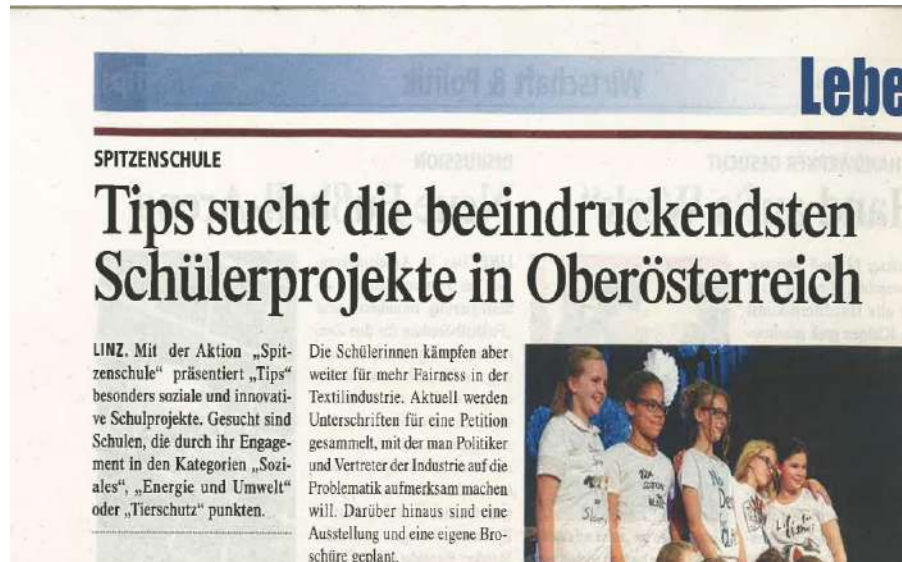 Lebe
SPITZENSCHULE
Tips sucht die beeindruckendsten
Schülerprojekte in Oberösterreich
LINZ. Mit der Aktion „Spit-
zenschule“ präsentiert „Tips“
besonders soziale und innovati-
ve Schulprojekte. Gesucht sind
Schulen, die durch ihr Engage-
ment in den Kategorien „Sozi-
ales“, „Energie und Umwelt“
oder „Tierschutz“ punkten.
Die Schülerinnen kämpfen aber
weiter für mehr Fairness in der
Textilindustrie. Aktuell werden
Unterschriften für eine Petition
gesammelt, mit der man Politiker
und Vertreter der Industrie auf die
Problematik aufmerksam machen
will. Darüber hinaus sind eine
Ausstellung und eine eigene Bro-
schüre geplant.